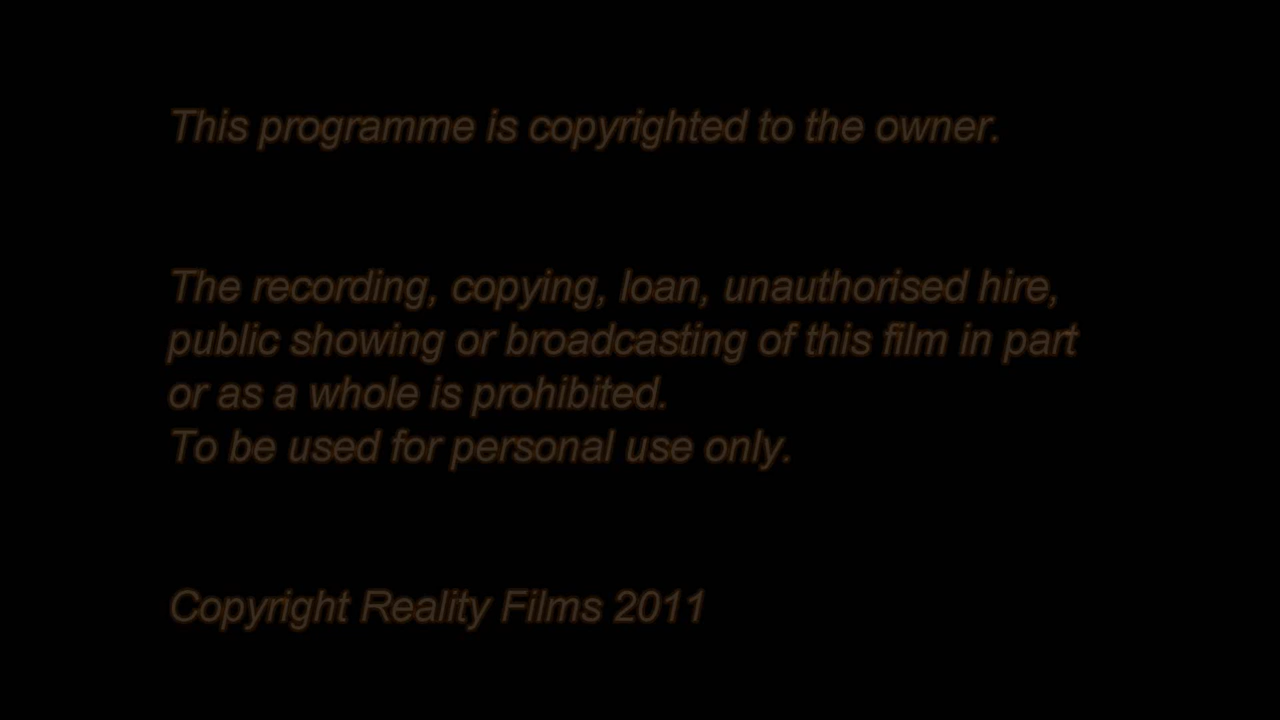 This programme is copyrighted to the owner.
The recording, copying, loan, unauthorised hire,
public showing or broadcasting of this film in part
or as a whole is prohibited.
To be used for personal use only.
Copyright Reality Films 2011